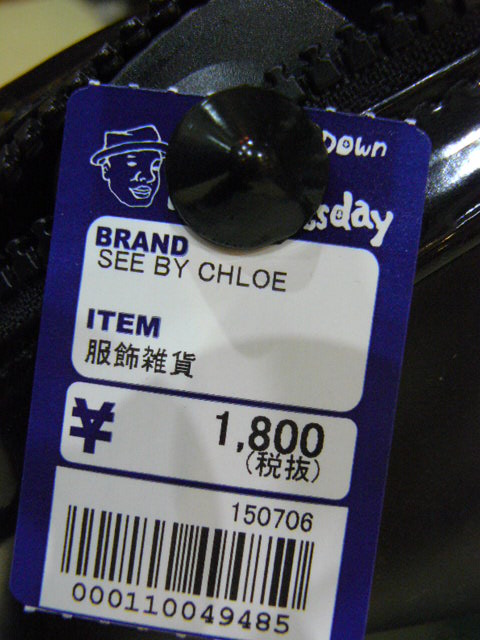 Down
sday
BRAND
SEE BY CHLOE
ITEM
服飾雑貨
¥ 1,800
(税抜)
150706
000110049485